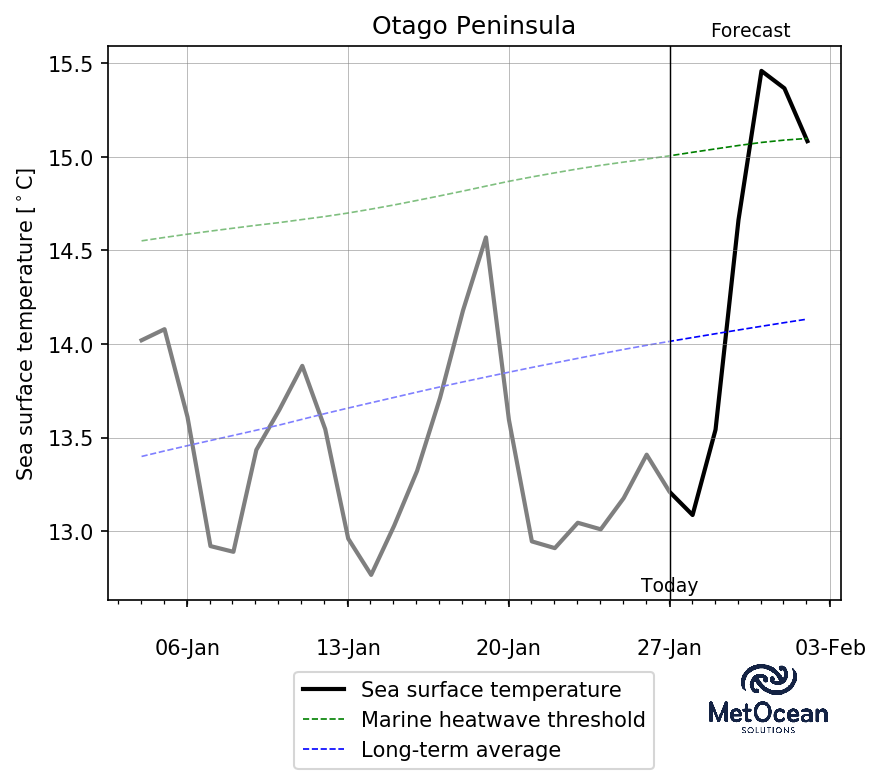 Otago Peninsula
Forecast
Sea surface temperature [°C]
15.5
15.0
14.5
14.0
13.5
13.0
Today
06-Jan 13-Jan 20-Jan 27-Jan 03-Feb
Sea surface temperature
Marine heatwave threshold
Long-term average
MetOcean
SOLUTIONS